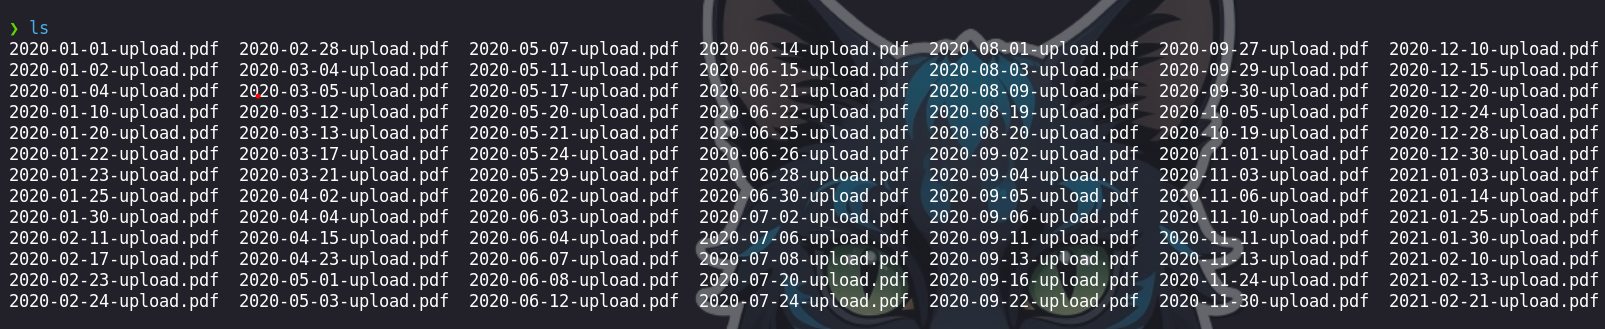 ❯ ls
2020-01-01-upload.pdf 2020-02-28-upload.pdf 2020-05-07-upload.pdf 2020-06-14-upload.pdf 2020-08-01-upload.pdf 2020-09-27-upload.pdf 2020-12-10-upload.pdf
2020-01-02-upload.pdf 2020-03-04-upload.pdf 2020-05-11-upload.pdf 2020-06-15-upload.pdf 2020-08-03-upload.pdf 2020-09-29-upload.pdf 2020-12-15-upload.pdf
2020-01-04-upload.pdf 2020-03-05-upload.pdf 2020-05-17-upload.pdf 2020-06-21-upload.pdf 2020-08-09-upload.pdf 2020-09-30-upload.pdf 2020-12-20-upload.pdf
2020-01-10-upload.pdf 2020-03-12-upload.pdf 2020-05-20-upload.pdf 2020-06-22-upload.pdf 2020-08-19-upload.pdf 2020-10-05-upload.pdf 2020-12-24-upload.pdf
2020-01-20-upload.pdf 2020-03-13-upload.pdf 2020-05-21-upload.pdf 2020-06-25-upload.pdf 2020-08-20-upload.pdf 2020-10-19-upload.pdf 2020-12-28-upload.pdf
2020-01-22-upload.pdf 2020-03-17-upload.pdf 2020-05-24-upload.pdf 2020-06-26-upload.pdf 2020-09-02-upload.pdf 2020-11-01-upload.pdf 2020-12-30-upload.pdf
2020-01-23-upload.pdf 2020-03-21-upload.pdf 2020-05-29-upload.pdf 2020-06-28-upload.pdf 2020-09-04-upload.pdf 2020-11-03-upload.pdf 2021-01-03-upload.pdf
2020-01-25-upload.pdf 2020-04-02-upload.pdf 2020-06-02-upload.pdf 2020-06-30-upload.pdf 2020-09-05-upload.pdf 2020-11-06-upload.pdf 2021-01-14-upload.pdf
2020-01-30-upload.pdf 2020-04-04-upload.pdf 2020-06-03-upload.pdf 2020-07-02-upload.pdf 2020-09-06-upload.pdf 2020-11-10-upload.pdf 2021-01-25-upload.pdf
2020-02-11-upload.pdf 2020-04-15-upload.pdf 2020-06-04-upload.pdf 2020-07-06-upload.pdf 2020-09-11-upload.pdf 2020-11-11-upload.pdf 2021-01-30-upload.pdf
2020-02-17-upload.pdf 2020-04-23-upload.pdf 2020-06-07-upload.pdf 2020-07-08-upload.pdf 2020-09-13-upload.pdf 2020-11-13-upload.pdf 2021-02-10-upload.pdf
2020-02-23-upload.pdf 2020-05-01-upload.pdf 2020-06-08-upload.pdf 2020-07-20-upload.pdf 2020-09-16-upload.pdf 2020-11-24-upload.pdf 2021-02-13-upload.pdf
2020-02-24-upload.pdf 2020-05-03-upload.pdf 2020-06-12-upload.pdf 2020-07-24-upload.pdf 2020-09-22-upload.pdf 2020-11-30-upload.pdf 2021-02-21-upload.pdf